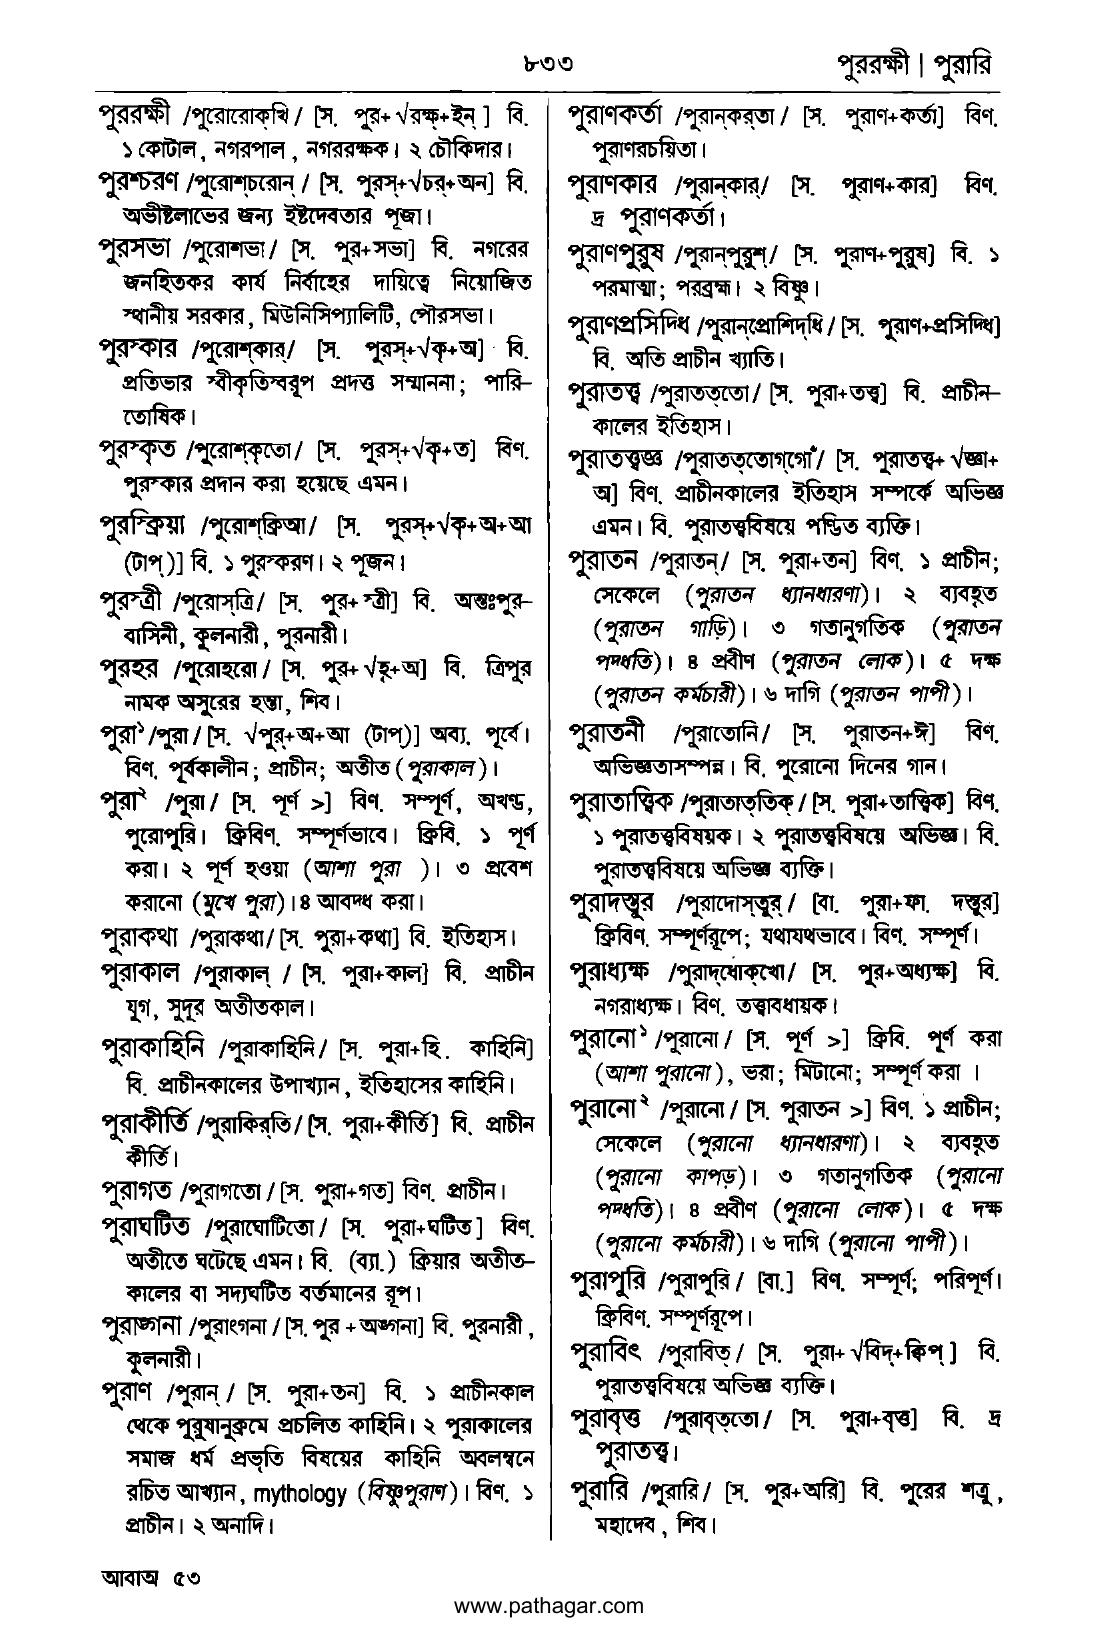 ৮৩৩
পুররক্ষী | পুরারি
পুররক্ষী /পুরোরোক্‌খি/ [স. পুর+√রক্ষ্‌+ইন্‌] বি.
১ কোটাল, নগরপাল, নগররক্ষক। ২ চৌকিদার।
পুরশ্চরণ /পুরোশ্‌চরোন্‌/ [স. পুরস্‌+√চর্‌+অন] বি.
অভীষ্টলাভের জন্য ইষ্টদেবতার পূজা।
পুরসভা /পুরোশভা/ [স. পুর+সভা] বি. নগরের
জনহিতকর কার্য নির্বাহের দায়িত্বে নিয়োজিত
স্থানীয় সরকার, মিউনিসিপ্যালিটি, পৌরসভা।
পুরস্কার /পুরোশ্‌কার্‌/ [স. পুরস্‌+√কৃ+অ] বি.
প্রতিভার স্বীকৃতিস্বরূপ প্রদত্ত সম্মাননা; পারি–
তোষিক।
পুরস্কৃত /পুরোশ্‌কৃতো/ [স. পুরস্‌+√কৃ+ত] বিণ.
পুরস্কার প্রদান করা হয়েছে এমন।
পুরস্ক্রিয়া /পুরোশ্‌ক্রিআ/ [স. পুরস্‌+√কৃ+অ+আ
(টাপ্‌)] বি. ১ পুরস্করণ। ২ পূজন।
পুরস্ত্রী /পুরোস্‌ত্রি/ [স. পুর+স্ত্রী] বি. অন্তঃপুর–
বাসিনী, কুলনারী, পুরনারী।
পুরহর /পুরোহরো/ [স. পুর+√হৃ+অ] বি. ত্রিপুর
নামক অসুরের হন্তা, শিব।
পুরা১ /পুরা/ [স. √পুর্‌+অ+আ (টাপ্‌)] অব্য. পূর্বে।
বিণ. পূর্বকালীন; প্রাচীন; অতীত (পুরাকাল)।
পুরা২ /পুরা/ [স. পূর্ণ >] বিণ. সম্পূর্ণ, অখণ্ড,
পুরোপুরি। ক্রিবিণ. সম্পূর্ণভাবে। ক্রিবি. ১ পূর্ণ
করা। ২ পূর্ণ হওয়া (আশা পুরা )। ৩ প্রবেশ
করানো (মুখে পুরা)। ৪ আবদ্ধ করা।
পুরাকথা /পুরাকথা/ [স. পুরা+কথা] বি. ইতিহাস।
পুরাকাল /পুরাকাল্‌/ [স. পুরা+কাল} বি. প্রাচীন
যুগ, সুদূর অতীতকাল।
পুরাকাহিনি /পুরাকাহিনি/ [স. পুরা+হি. কাহিনি]
বি. প্রাচীনকালের উপাখ্যান, ইতিহাসের কাহিনি।
পুরাকীর্তি /পুরাকির্‌তি/ [স. পুরা+কীর্তি] বি. প্রাচীন
কীর্তি।
পুরাগত /পুরাগতো/ [স. পুরা+গত] বিণ. প্রাচীন।
পুরাঘটিত /পুরাঘোটিতো/ [স. পুরা+ঘটিত] বিণ.
অতীতে ঘটেছে এমন। বি. (ব্যা.) ক্রিয়ার অতীত–
কালের বা সদ্যঘটিত বর্তমানের রূপ।
পুরাঙ্গনা /পুরাংগনা/ [স. পুর + অঙ্গনা] বি. পুরনারী,
কুলনারী।
পুরাণ /পুরান্‌/ [স. পুরা+তন] বি. ১ প্রাচীনকাল
থেকে পুরুষানুক্রমে প্রচলিত কাহিনি। ২ পুরাকালের
সমাজ ধর্ম প্রভৃতি বিষয়ের কাহিনি অবলম্বনে
রচিত আখ্যান, mythology (বিষ্ণুপুরাণ)। বিণ. ১
প্রাচীন। ২ অনাদি।
পুরাণকর্তা /পুরান্‌কর্‌তা/ [স. পুরাণ+কর্তা] বিণ.
পুরাণরচয়িতা।
পুরাণকার /পুরান্‌কার্‌/ [স. পুরাণ+কার] বিণ.
দ্র পুরাণকর্তা।
পুরাণপুরুষ /পুরান্‌পুরুশ্‌/ [স. পুরাণ+পুরুষ] বি. ১
পরমাত্মা; পরব্রহ্ম। ২ বিষ্ণু।
পুরাণপ্রসিদ্ধি /পুরান্‌প্রোশিদ্‌ধি/ [স. পুরাণ+প্রসিদ্ধি]
বি. অতি প্রাচীন খ্যাতি।
পুরাতত্ত্ব /পুরাতত্‌তো/ [স. পুরা+তত্ত্ব] বি. প্রাচীন–
কালের ইতিহাস।
পুরাতত্ত্বজ্ঞ /পুরাতত্‌তোগ্‌গোঁ/ [স. পুরাতত্ত্ব+√জ্ঞা+
অ] বিণ. প্রাচীনকালের ইতিহাস সম্পর্কে অভিজ্ঞ
এমন। বি. পুরাতত্ত্ববিষয়ে পণ্ডিত ব্যক্তি।
পুরাতন /পুরাতন্‌/ [স. পুরা+তন] বিণ. ১ প্রাচীন;
সেকেলে (পুরাতন ধ্যানধারণা)। ২ ব্যবহৃত
(পুরাতন গাড়ি)। ৩ গতানুগতিক (পুরাতন
পদ্ধতি)। ৪ প্রবীণ (পুরাতন লোক)। ৫ দক্ষ
(পুরাতন কর্মচারী)। ৬ দাগি (পুরাতন পাপী)।
পুরাতনী /পুরাতোনি/ [স. পুরাতন+ঈ] বিণ.
অভিজ্ঞতাসম্পন্ন। বি. পুরোনো দিনের গান।
পুরাতাত্ত্বিক /পুরাতাত্‌তিক্‌/ [স. পুরা+তাত্ত্বিক] বিণ.
১ পুরাতত্ত্ববিষয়ক। ২ পুরাতত্ত্ববিষয়ে অভিজ্ঞ। বি.
পুরাতত্ত্ববিষয়ে অভিজ্ঞ ব্যক্তি।
পুরাদস্তুর /পুরাদোস্‌তুর্‌/ [বা. পুরা+ফা. দস্তুর]
ক্রিবিণ. সম্পূর্ণরূপে; যথাযথভাবে। বিণ. সম্পূর্ণ।
পুরাধ্যক্ষ /পুরাদ্‌ধোক্‌খো/ [স. পুর+অধ্যক্ষ] বি.
নগরাধ্যক্ষ। বিণ. তত্ত্বাবধায়ক।
পুরানো১ /পুরানো/ [স. পূর্ণ >] ক্রিবি. পূর্ণ করা
(আশা পুরানো), ভরা; মিটানো; সম্পূর্ণ করা ।
পুরানো২ /পুরানো/ [স. পুরাতন >] বিণ. ১ প্রাচীন;
সেকেলে (পুরানো ধ্যানধারণা)। ২ ব্যবহৃত
(পুরানো কাপড়)। ৩ গতানুগতিক (পুরানো
পদ্ধতি)। ৪ প্রবীণ (পুরানো লোক)। ৫ দক্ষ
(পুরানো কর্মচারী)। ৬ দাগি (পুরানো পাপী)।
পুরাপুরি /পুরাপুরি/ [বা.] বিণ. সম্পূর্ণ; পরিপূর্ণ।
ক্রিবিণ. সম্পূর্ণরূপে।
পুরাবিৎ /পুরাবিত্‌/ [স. পুরা+√বিদ্‌+ক্বিপ্‌] বি.
পুরাতত্ত্ববিষয়ে অভিজ্ঞ ব্যক্তি।
পুরাবৃত্ত /পুরাবৃত্‌তো/ [স. পুরা+বৃত্ত] বি. দ্র
পুরাতত্ত্ব।
পুরারি /পুরারি/ [স. পুর+অরি] বি. পুরের শত্রু,
মহাদেব, শিব।
আবাঅ ৫৩
www.pathagar.com